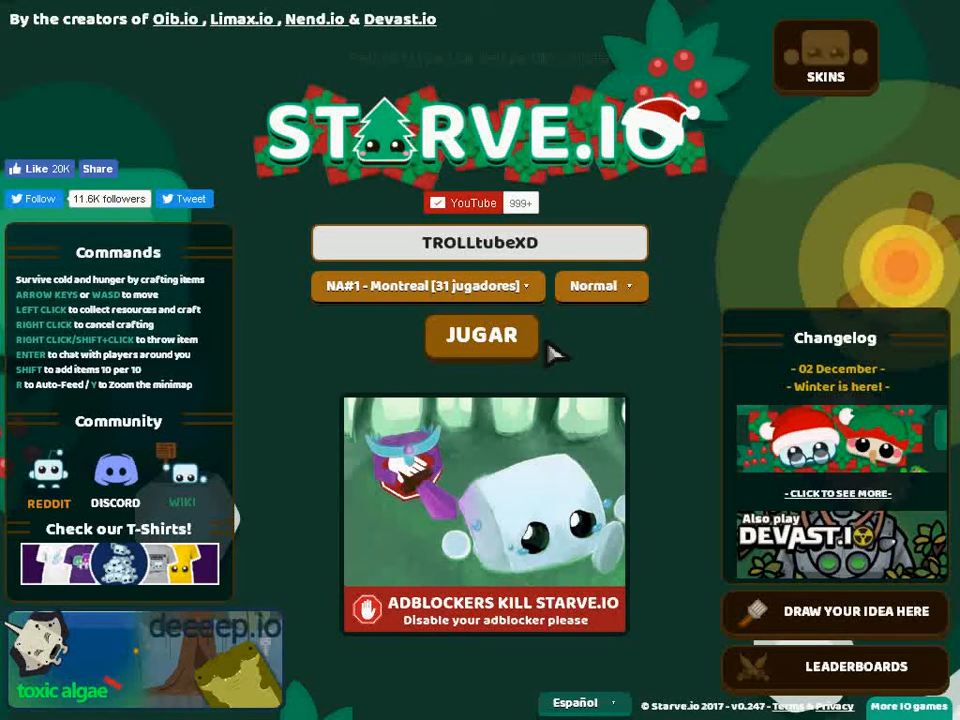 By the creators of Oib.io , Limax.io , Nend.io & Devast.io
SKINS
STARVE.IO
Like 20K Share
Follow 11.6K followers Tweet
YouTube 999+
TROLLtubeXD
NA#1 - Montreal [31 jugadores]
Normal
JUGAR
Commands
Survive cold and hunger by crafting items
ARROW KEYS or WASD to move
LEFT CLICK to collect resources and craft
RIGHT CLICK to cancel crafting
RIGHT CLICK/SHIFT+CLICK to throw item
ENTER to chat with players around you
SHIFT to add items 10 per 10
R to Auto-Feed / Y to Zoom the minimap
Community
REDDIT
DISCORD
WIKI
Check our T-Shirts!
deeeep.io
toxic algae
ADBLOCKERS KILL STARVE.IO
Disable your adblocker please
Changelog
- 02 December -
- Winter is here! -
- CLICK TO SEE MORE-
Also play
DEVAST.IO
DRAW YOUR IDEA HERE
LEADERBOARDS
Español
© Starve.io 2017 - v0.247 - Terms & Privacy
More IO games